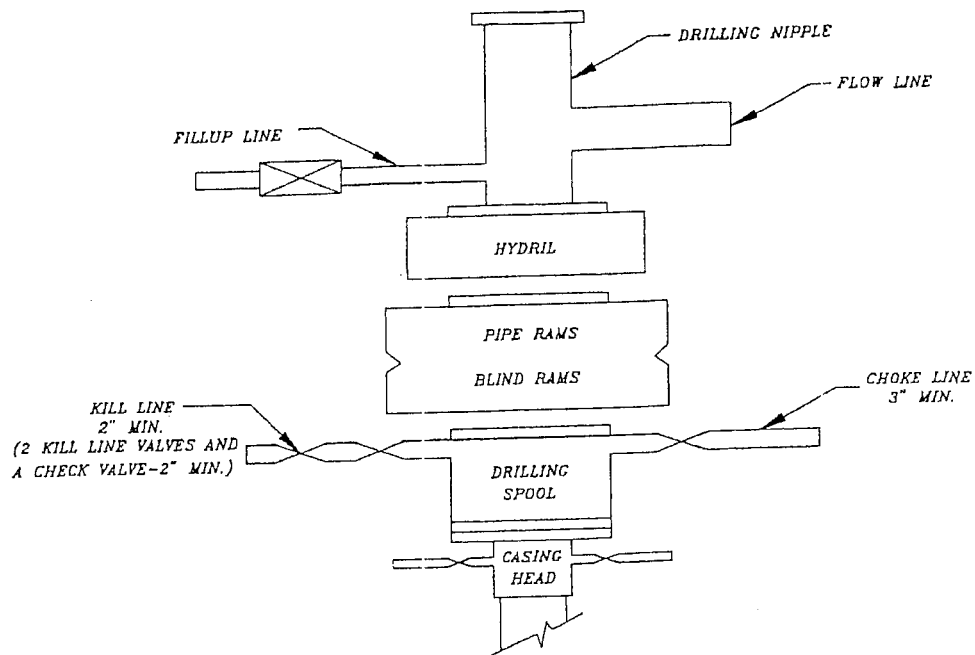 DRILLING NIPPLE
FLOW LINE
FILLUP LINE
HYDRIL
PIPE RAMS
BLIND RAMS
CHOKE LINE
3" MIN.
KILL LINE
2" MIN.
(2 KILL LINE VALVES AND
A CHECK VALVE-2" MIN.)
DRILLING
SPOOL
CASING
HEAD